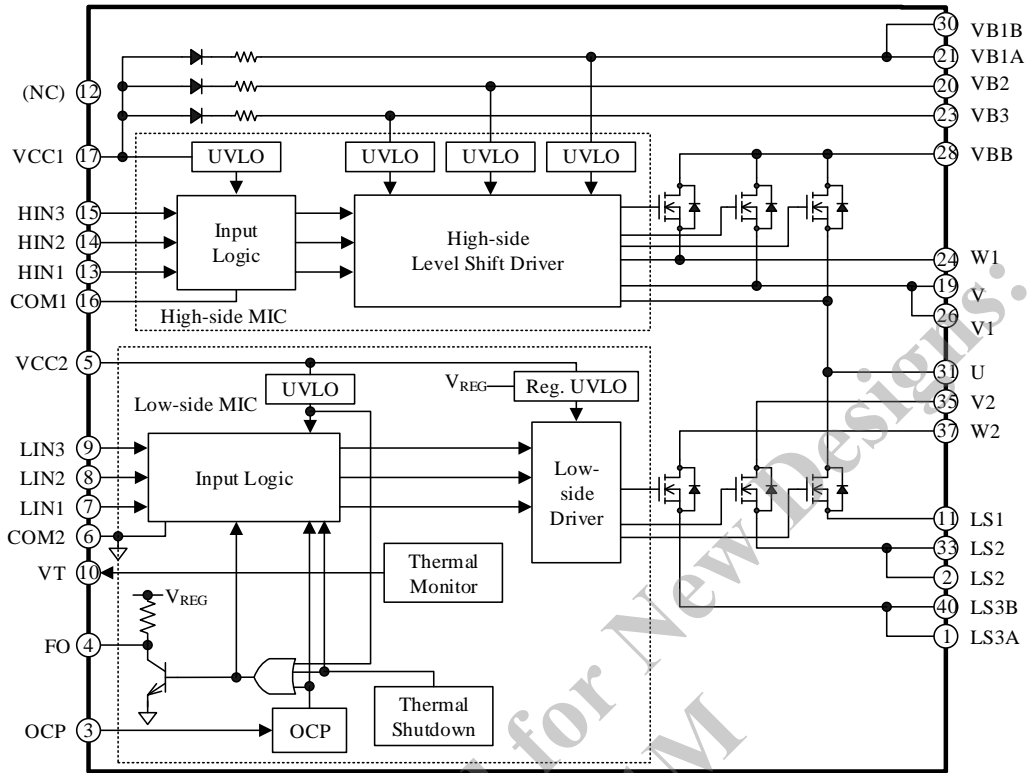 30 VB1B
21 VB1A
(NC) 12
20 VB2
23 VB3
VCC1 17
UVLO UVLO UVLO UVLO
28 VBB
HIN3 15
HIN2 14
HIN1 13
COM1 16
Input
Logic
High-side
Level Shift Driver
High-side MIC
24 W1
19 V
26 V1
VCC2 5
UVLO
VREG
Reg. UVLO
Low-side MIC
31 U
35 V2
37 W2
LIN3 9
LIN2 8
LIN1 7
COM2 6
Input Logic
Low-
side
Driver
11 LS1
33 LS2
2 LS2
40 LS3B
1 LS3A
VT 10
Thermal
Monitor
VREG
FO 4
Thermal
Shutdown
OCP 3
OCP
for New Designs: